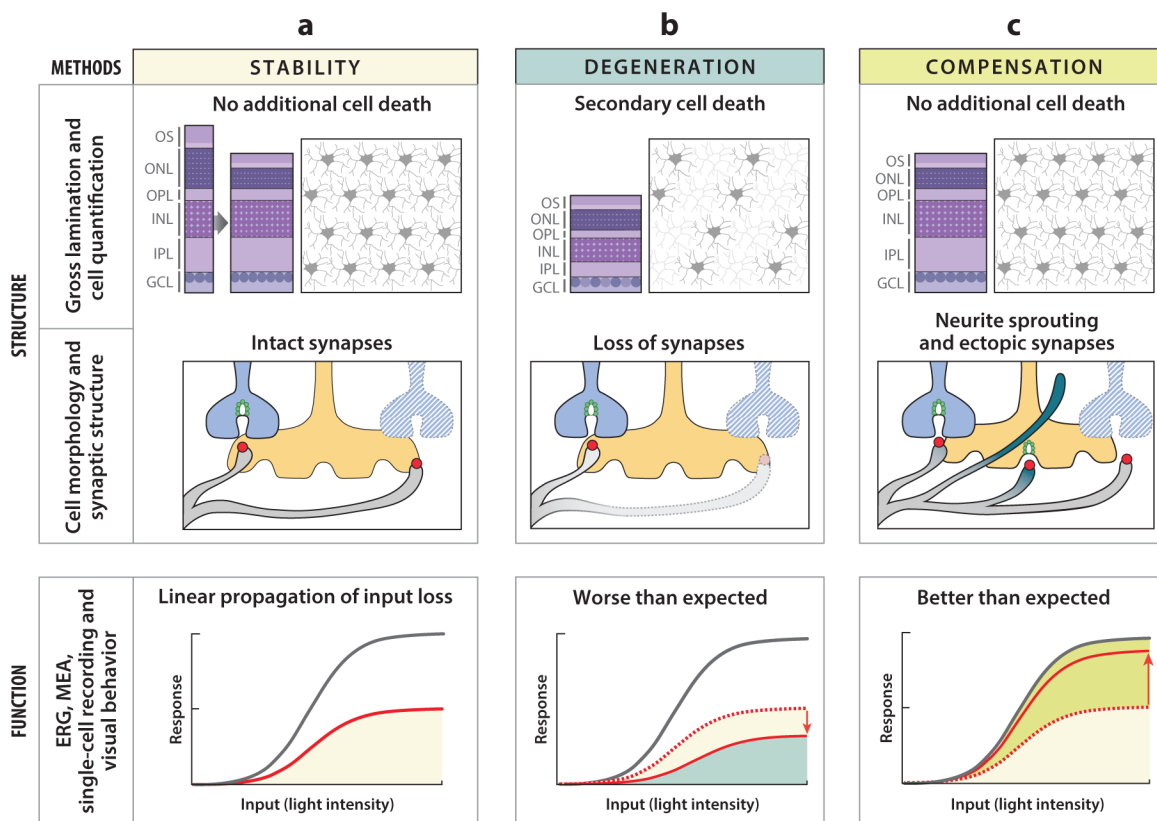 a
b
c
METHODS
STABILITY
DEGENERATION
COMPENSATION
STRUCTURE
Gross lamination and
cell quantification
No additional cell death
OS
ONL
OPL
INL
IPL
GCL
Secondary cell death
OS
ONL
OPL
INL
IPL
GCL
No additional cell death
OS
ONL
OPL
INL
IPL
GCL
Cell morphology and
synaptic structure
Intact synapses
Loss of synapses
Neurite sprouting
and ectopic synapses
FUNCTION
ERG, MEA,
single-cell recording and
visual behavior
Linear propagation of input loss
Response
Input (light intensity)
Worse than expected
Response
Input (light intensity)
Better than expected
Response
Input (light intensity)